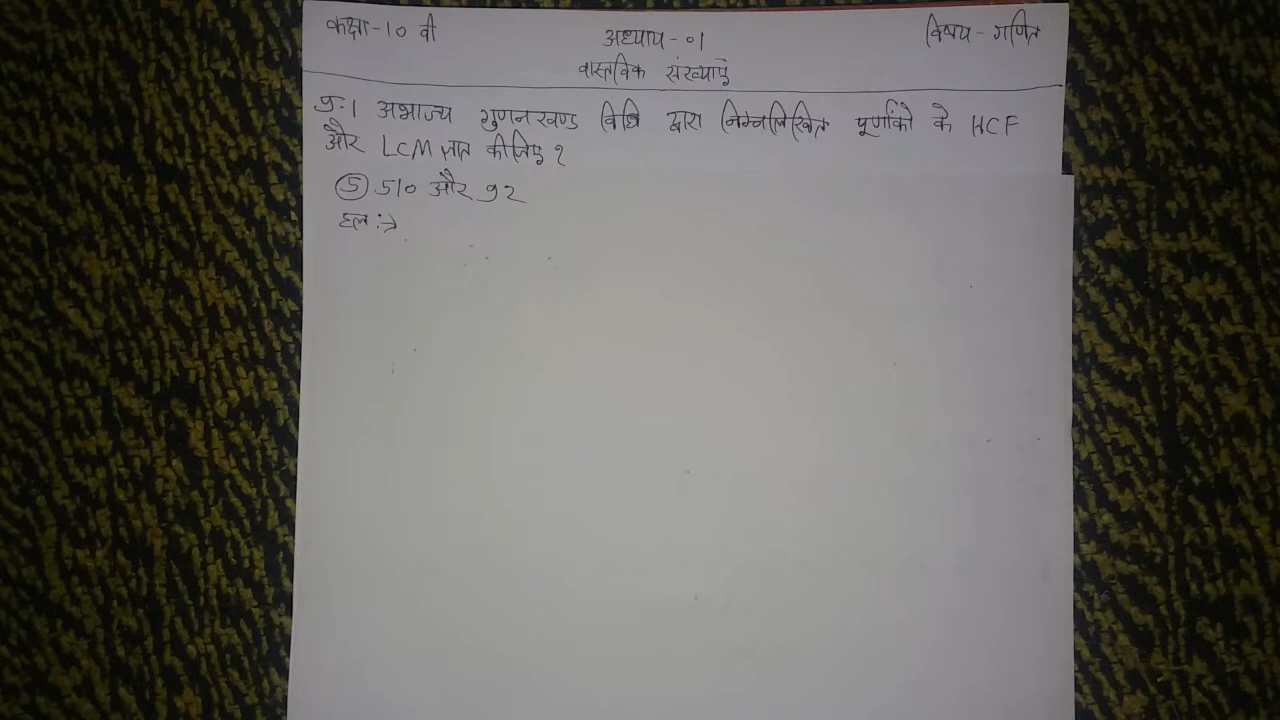 कक्षा-10 वी अध्याय-01 विषय-गणित
वास्तविक संख्याएं
प्र:1 अभाज्य गुणनखण्ड विधि द्वारा निम्नलिखित पूर्णांको के HCF
और LCM ज्ञात कीजिए ?
(5) 510 और 92
हल :→